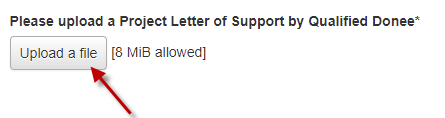 Please upload a Project Letter of Support by Qualified Donee*
Upload a file [8 MiB allowed]